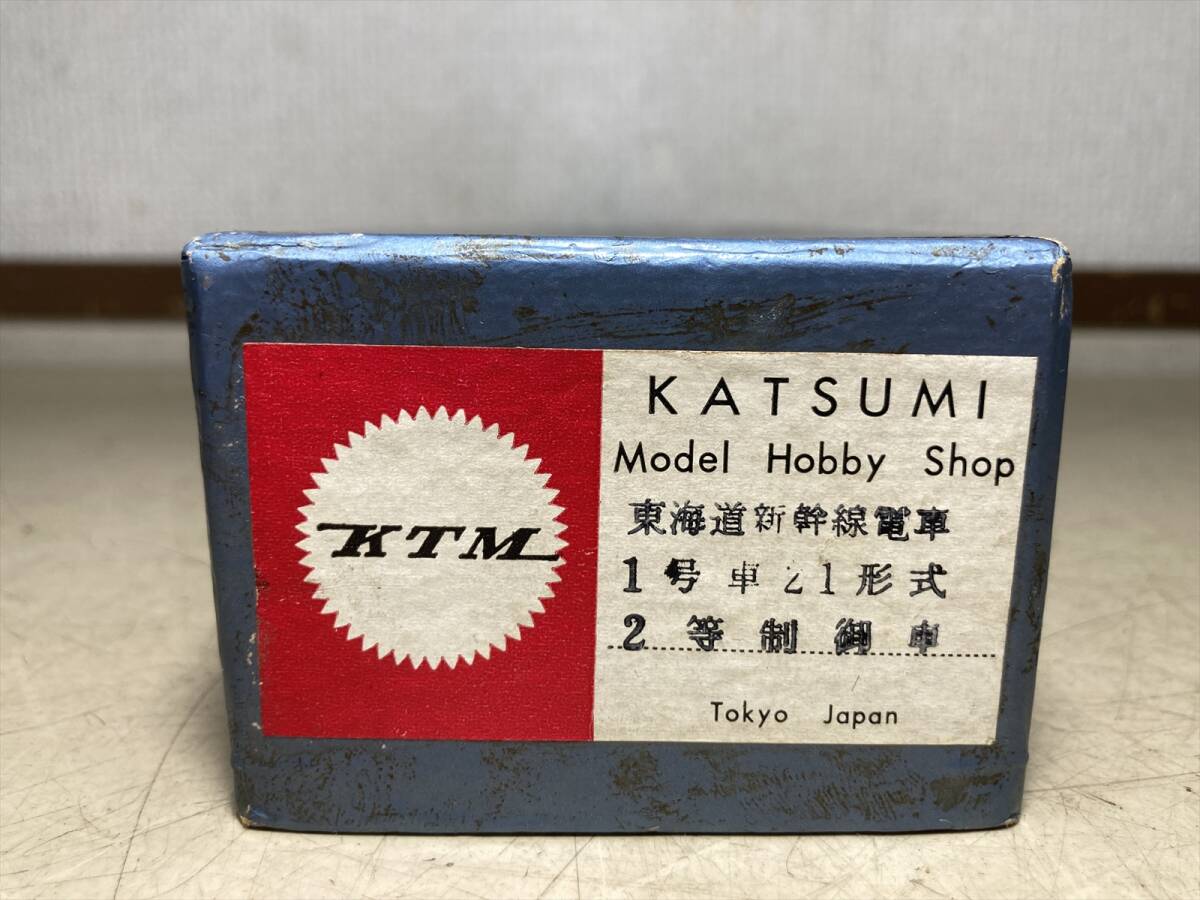 KTM
KATSUMI
Model Hobby Shop
東海道新幹線電車
1号車21形式
2等制御車
Tokyo Japan